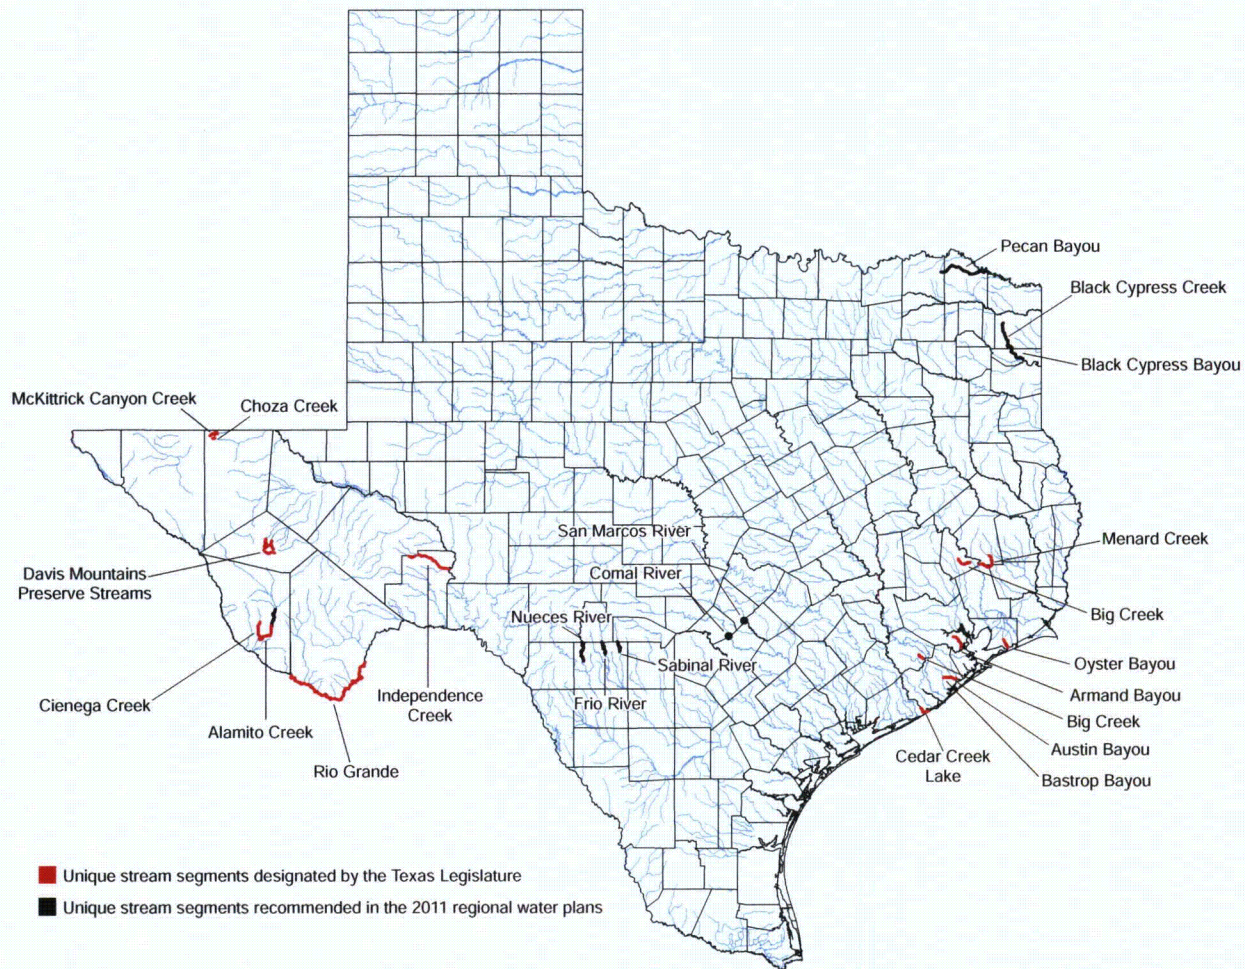 Pecan Bayou
Black Cypress Creek
Black Cypress Bayou
McKittrick Canyon Creek
Choza Creek
San Marcos River
Menard Creek
Davis Mountains
Preserve Streams
Comal River
Nueces River
Big Creek
Sabinal River
Oyster Bayou
Independence
Creek
Armand Bayou
Cienega Creek
Frio River
Big Creek
Alamito Creek
Austin Bayou
Cedar Creek
Lake
Rio Grande
Bastrop Bayou
Unique stream segments designated by the Texas Legislature
Unique stream segments recommended in the 2011 regional water plans